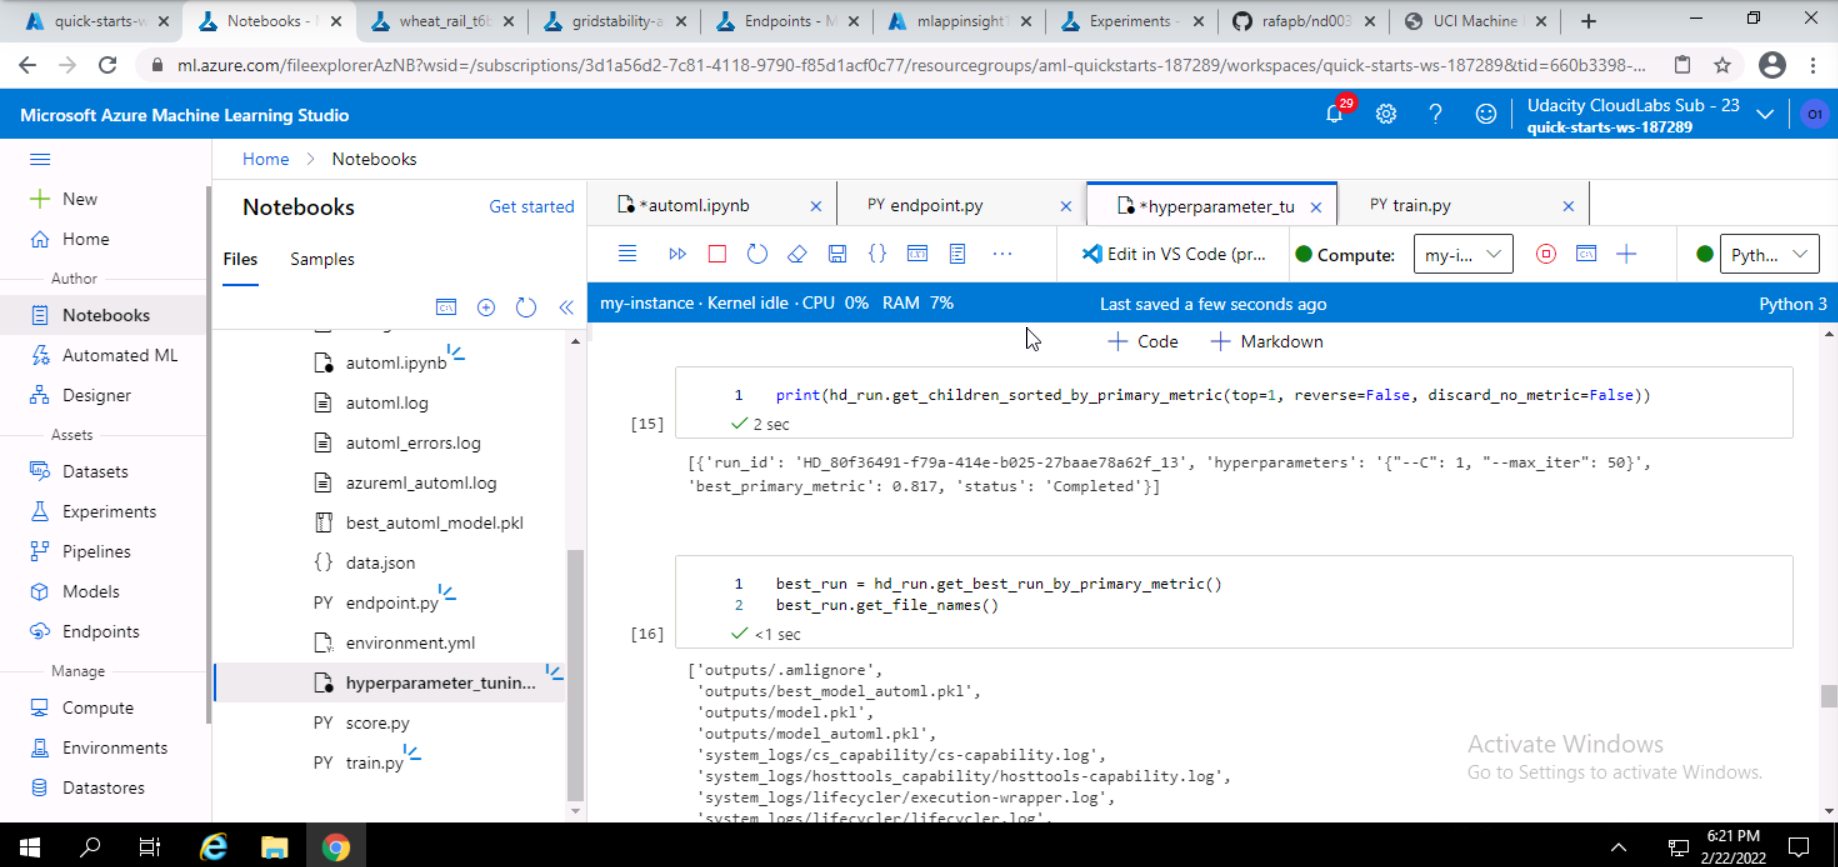 quick-starts-w
Notebooks -
wheat_rail_t6b
gridstability-a
Endpoints - M
mlappinsight1
Experiments -
rafapb/nd003
UCI Machine
ml.azure.com/fileexplorerAzNB?wsid=/subscriptions/3d1a56d2-7c81-4118-9790-f85d1acf0c77/resourcegroups/aml-quickstarts-187289/workspaces/quick-starts-ws-187289&tid=660b3398-...
Microsoft Azure Machine Learning Studio
29
?
Udacity CloudLabs Sub - 23
quick-starts-ws-187289
O1
Home > Notebooks
New
Home
Author
Notebooks
Automated ML
Designer
Assets
Datasets
Experiments
Pipelines
Models
Endpoints
Manage
Compute
Environments
Datastores
Notebooks
Get started
Files
Samples
automl.ipynb
automl.log
automl_errors.log
azureml_automl.log
best_automl_model.pkl
{} data.json
PY endpoint.py
environment.yml
hyperparameter_tunin...
PY score.py
PY train.py
*automl.ipynb
PY endpoint.py
*hyperparameter_tu
PY train.py
Edit in VS Code (pr...
Compute:
my-i...
Pyth...
my-instance · Kernel idle · CPU 0% RAM 7%
Last saved a few seconds ago
Python 3
+ Code
+ Markdown
1 print(hd_run.get_children_sorted_by_primary_metric(top=1, reverse=False, discard_no_metric=False))
[15]
2 sec
[{'run_id': 'HD_80f36491-f79a-414e-b025-27baae78a62f_13', 'hyperparameters': '{"--C": 1, "--max_iter": 50}',
'best_primary_metric': 0.817, 'status': 'Completed'}]
1 best_run = hd_run.get_best_run_by_primary_metric()
2 best_run.get_file_names()
[16]
<1 sec
['outputs/.amlignore',
'outputs/best_model_automl.pkl',
'outputs/model.pkl',
'outputs/model_automl.pkl',
'system_logs/cs_capability/cs-capability.log',
'system_logs/hosttools_capability/hosttools-capability.log',
'system_logs/lifecycler/execution-wrapper.log',
'system_logs/lifecycler/lifecycler.log',
Activate Windows
Go to Settings to activate Windows.
6:21 PM
2/22/2022